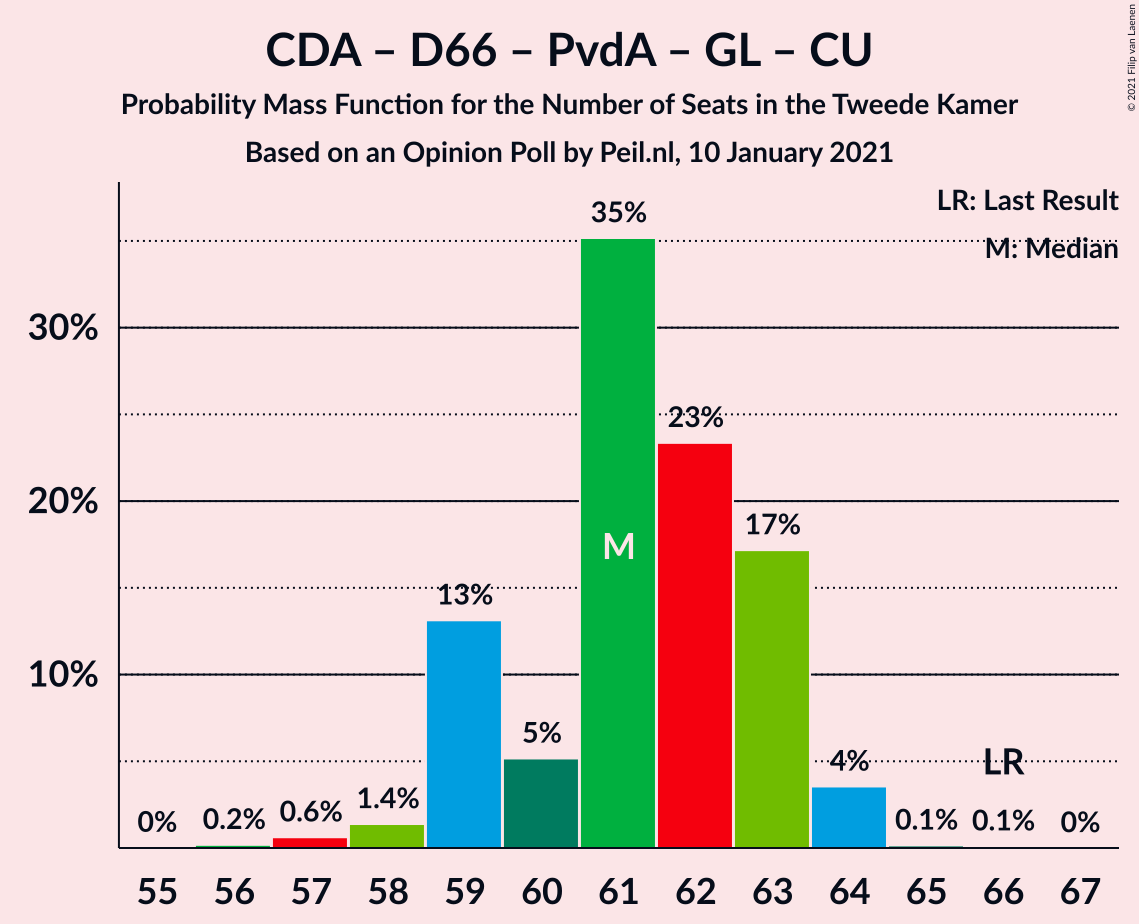 CDA – D66 – PvdA – GL – CU
Probability Mass Function for the Number of Seats in the Tweede Kamer
Based on an Opinion Poll by Peil.nl, 10 January 2021
© 2021 Filip van Laenen
LR: Last Result
M: Median
35%
30%
23%
20%
17%
M
13%
10%
5%
4%
LR
1.4%
0.6%
0.2%
0%
0.1%
0.1%
0%
55 56 57 58 59 60 61 62 63 64 65 66 67